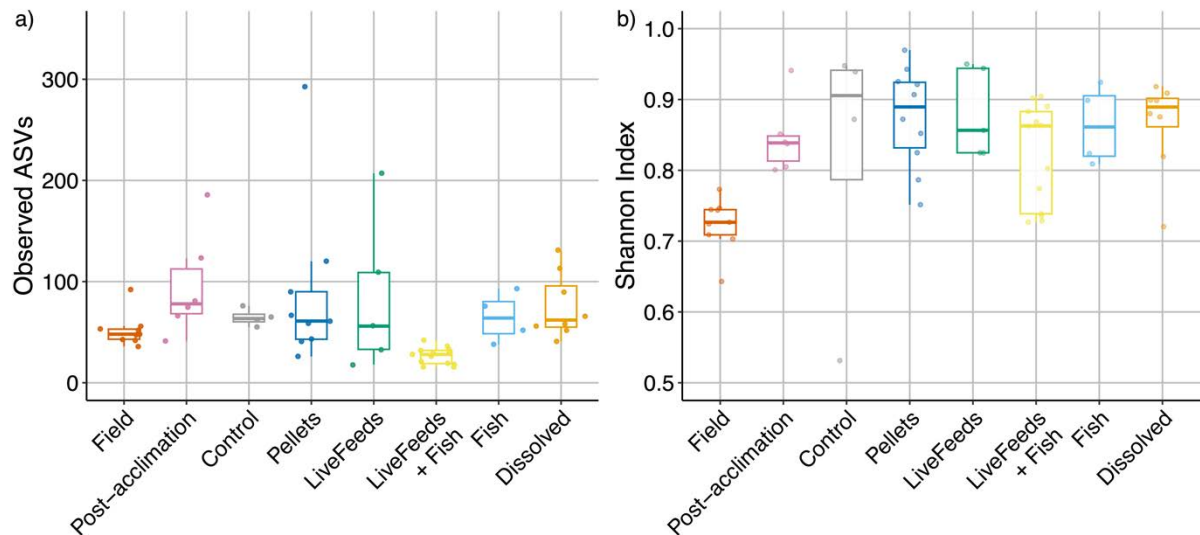 a)
Observed ASVs
300
200
100
0
Field
Post-acclimation
Control
Pellets
LiveFeeds
LiveFeeds
+ Fish
Fish
Dissolved
b)
Shannon Index
1.0
0.9
0.8
0.7
0.6
0.5
Field
Post-acclimation
Control
Pellets
LiveFeeds
LiveFeeds
+ Fish
Fish
Dissolved